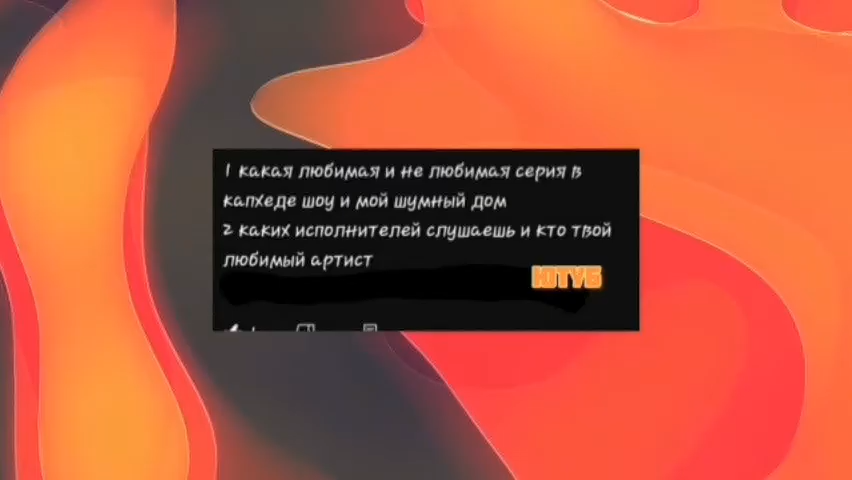 1 какая любимая и не любимая серия в
капхеде шоу и мой шумный дом
2 каких исполнителей слушаешь и кто твой
любимый артист
ЮТУБ